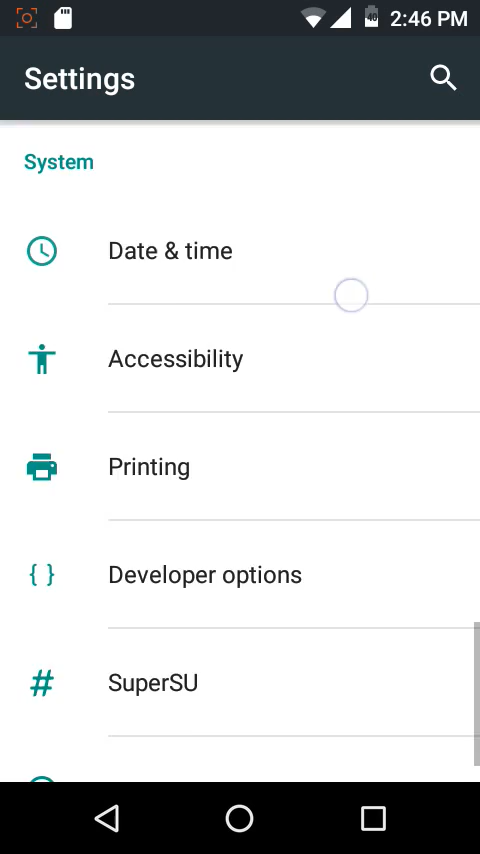 2:46 PM
Settings
System
Date & time
Accessibility
Printing
Developer options
SuperSU